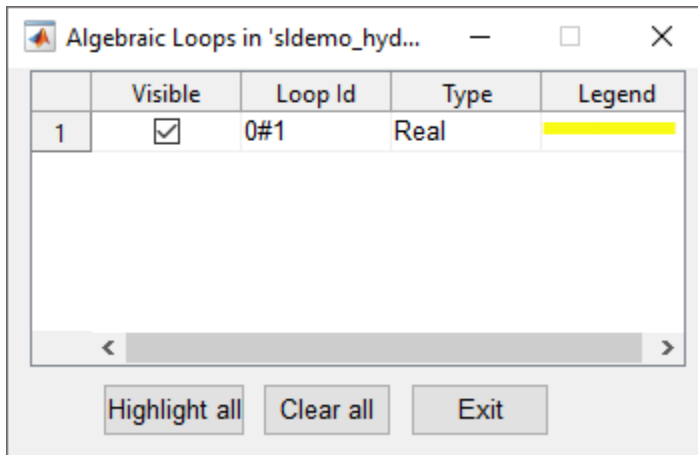 Algebraic Loops in 'sldemo_hyd...
Visible Loop Id Type Legend
1 0#1 Real
Highlight all Clear all Exit